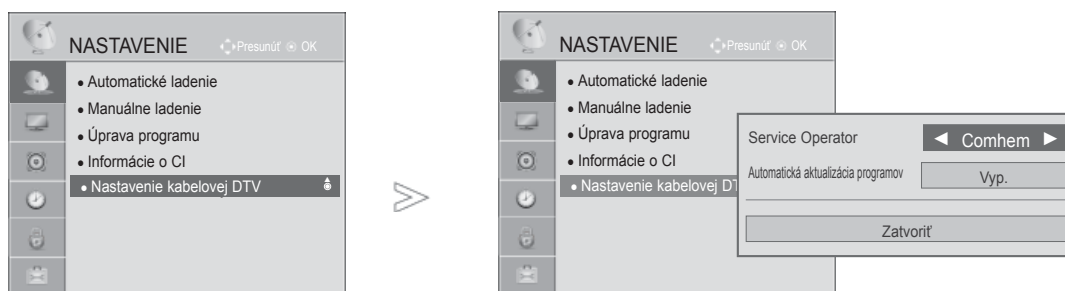 NASTAVENIE Presunúť OK
• Automatické ladenie
• Manuálne ladenie
• Úprava programu
• Informácie o CI
• Nastavenie kabelovej DTV
NASTAVENIE Presunúť OK
• Automatické ladenie
• Manuálne ladenie
• Úprava programu
• Informácie o CI
• Nastavenie kabelovej DT
Service Operator ◄ Comhem ►
Automatická aktualizácia programov Vyp.
Zatvoriť